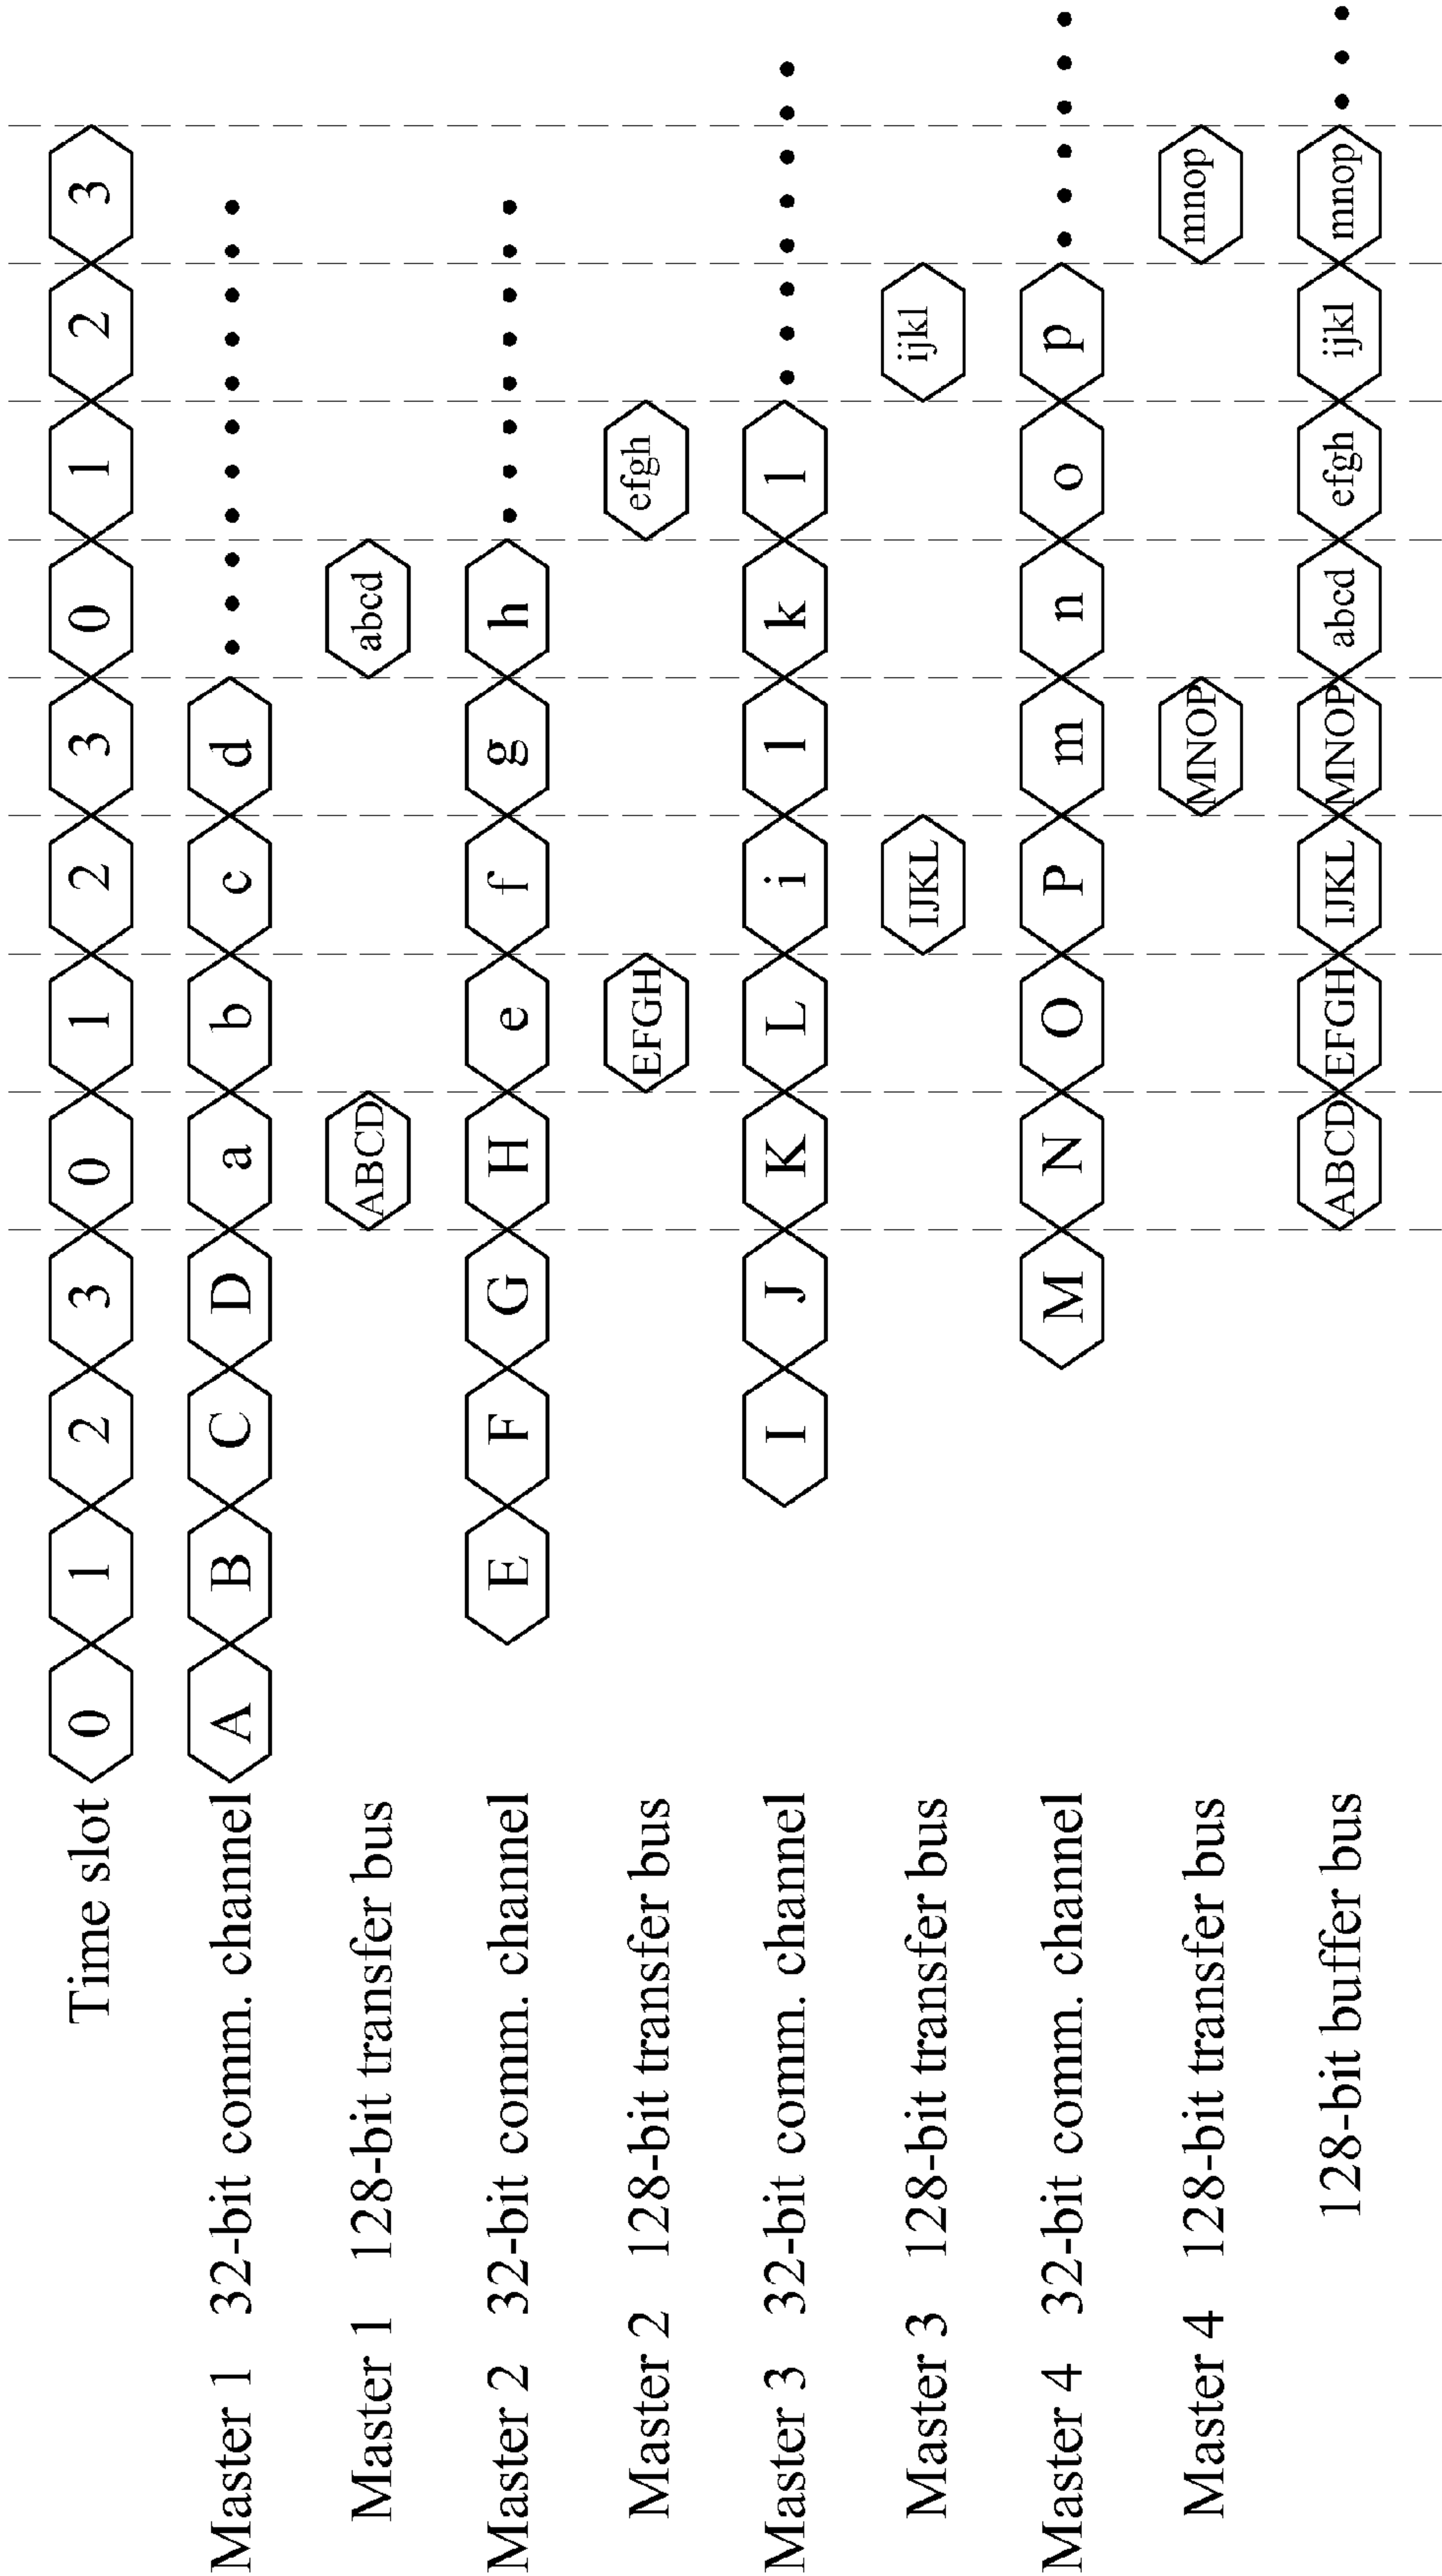 Time slot 0 1 2 3 0 1 2 3 0 1 2 3
Master 1 32-bit comm. channel A B C D a b c d
Master 1 128-bit transfer bus ABCD abcd
Master 2 32-bit comm. channel E F G H e f g h
Master 2 128-bit transfer bus EFGH efgh
Master 3 32-bit comm. channel I J K L i l k l
Master 3 128-bit transfer bus IJKL ijkl
Master 4 32-bit comm. channel M N O P m n o p
Master 4 128-bit transfer bus MNOP mnop
128-bit buffer bus ABCD EFGH IJKL MNOP abcd efgh ijkl mnop